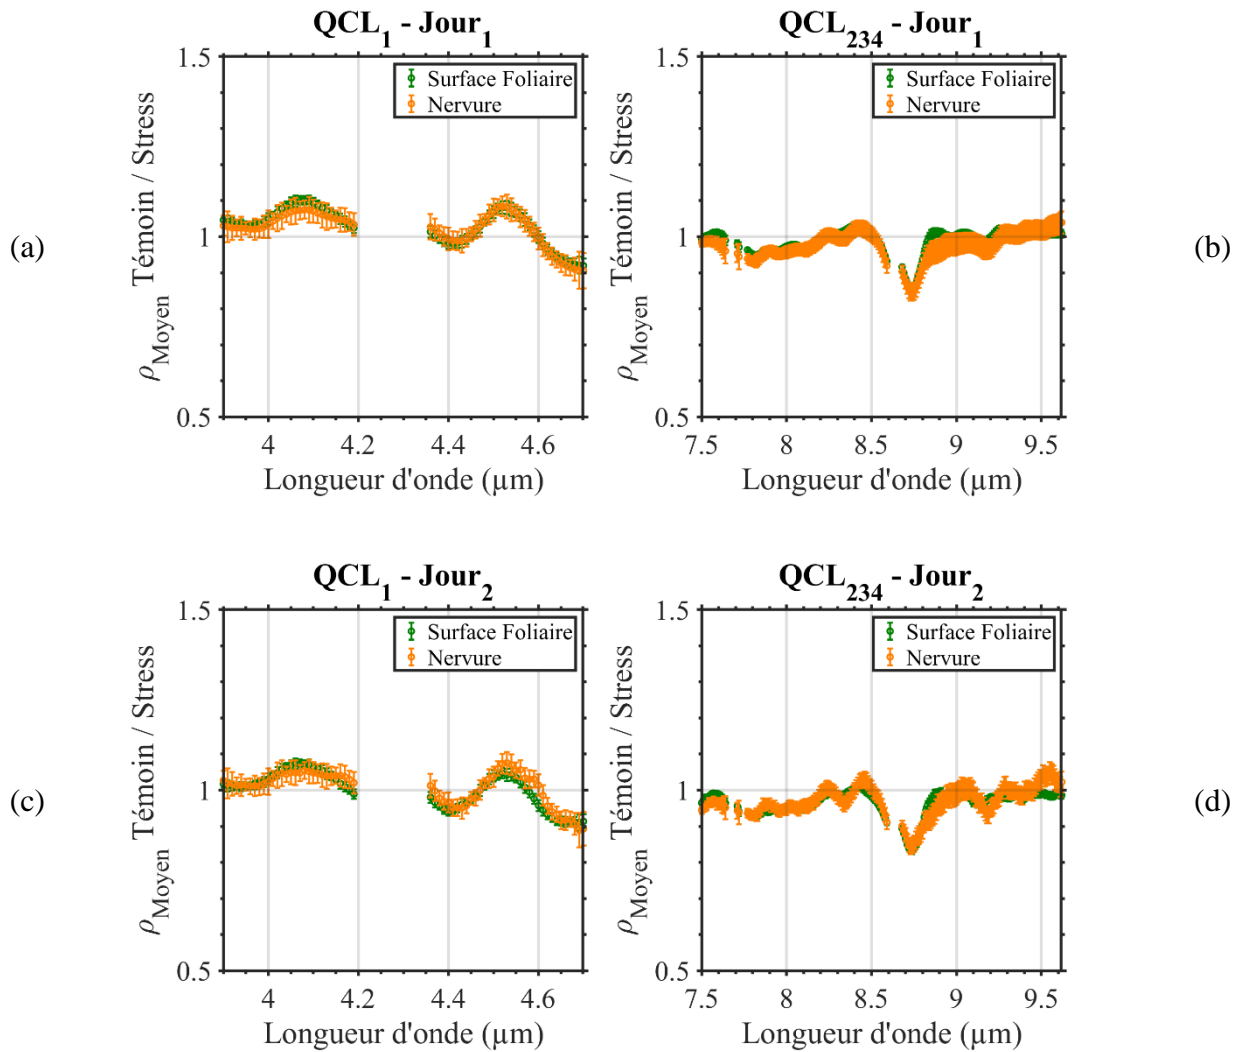 QCL1 - Jour1
QCL234 - Jour1
(a)
(b)
ρMoyen Témoin / Stress
1.5
1
0.5
Surface Foliaire
Nervure
4
4.2
4.4
4.6
Longueur d'onde (µm)
ρMoyen Témoin / Stress
1.5
1
0.5
Surface Foliaire
Nervure
7.5
8
8.5
9
9.5
Longueur d'onde (µm)
QCL1 - Jour2
QCL234 - Jour2
(c)
(d)
ρMoyen Témoin / Stress
1.5
1
0.5
Surface Foliaire
Nervure
4
4.2
4.4
4.6
Longueur d'onde (µm)
ρMoyen Témoin / Stress
1.5
1
0.5
Surface Foliaire
Nervure
7.5
8
8.5
9
9.5
Longueur d'onde (µm)